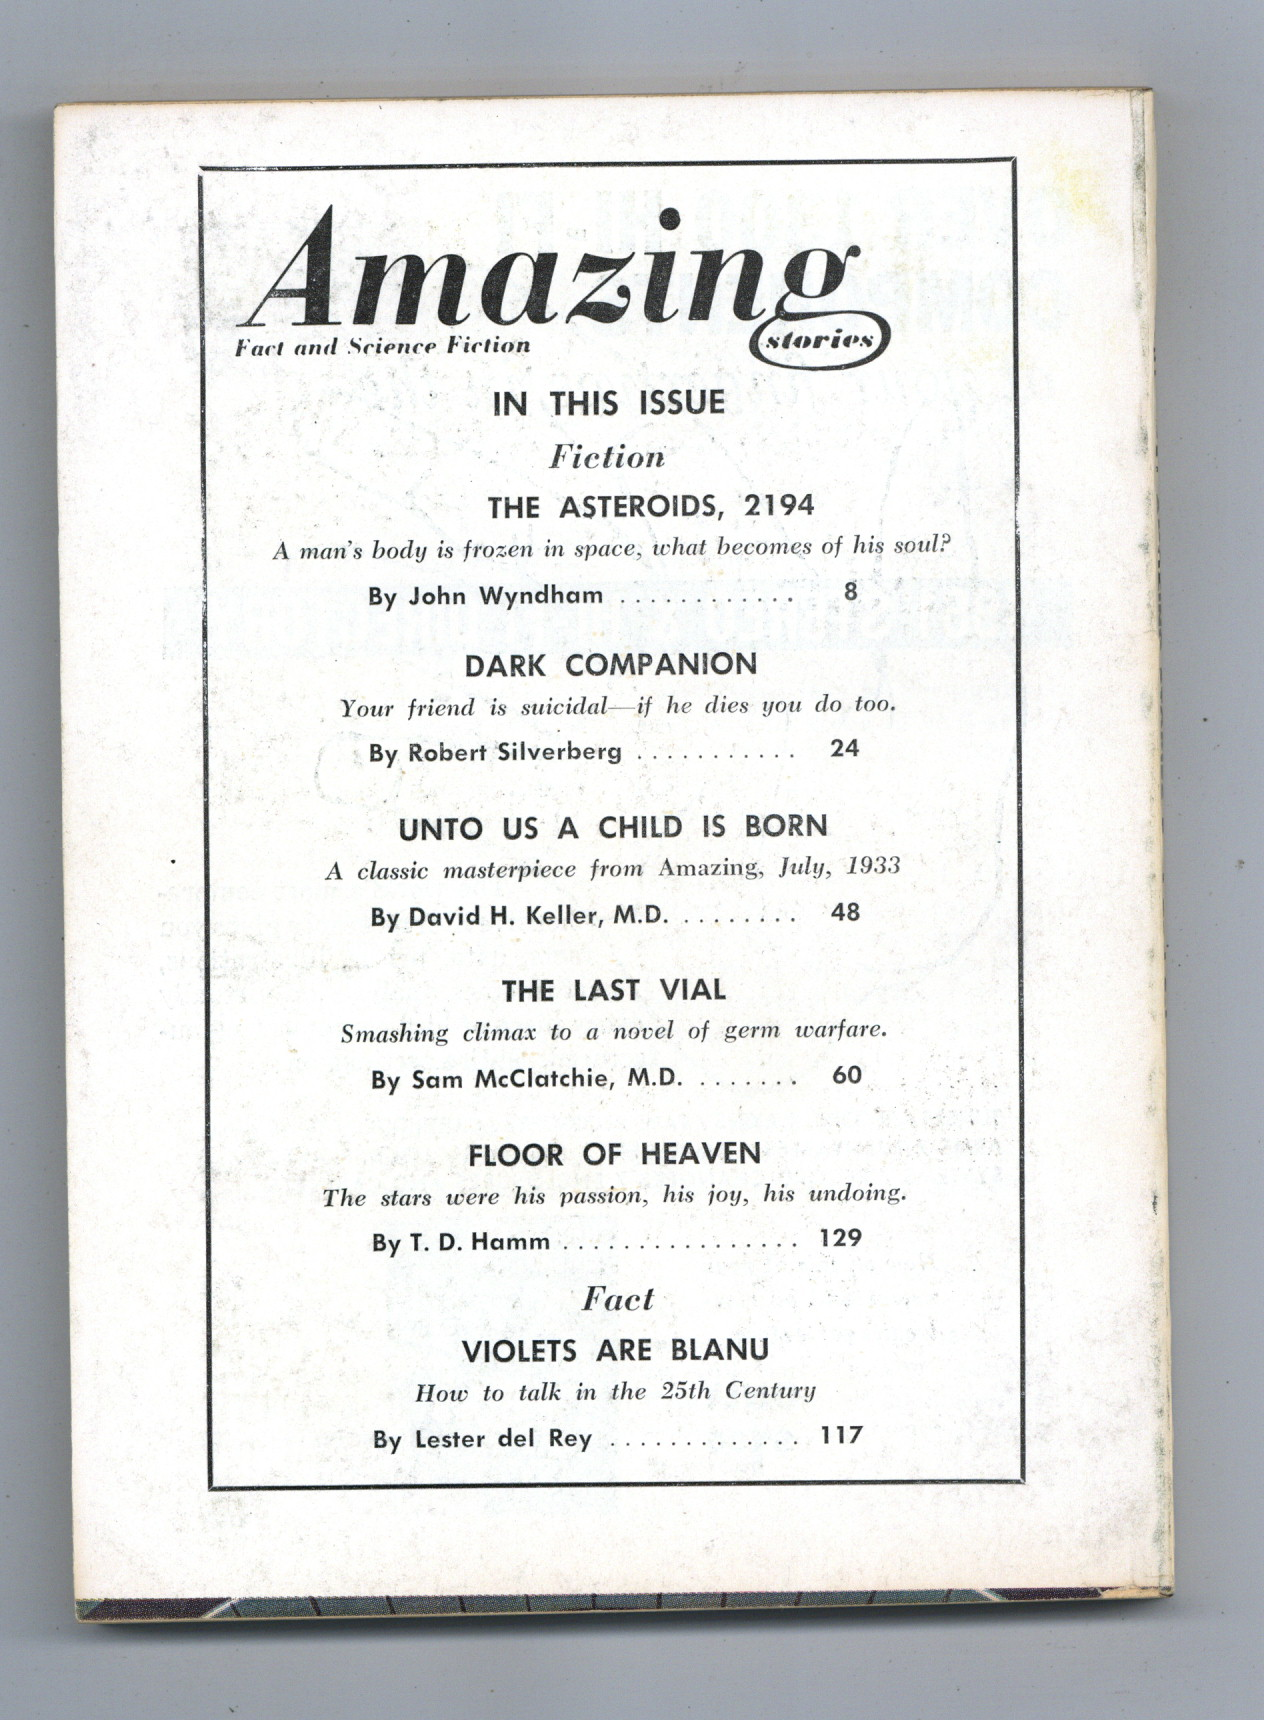 Amazing
stories
Fact and Science Fiction
IN THIS ISSUE
Fiction
THE ASTEROIDS, 2194
A man's body is frozen in space, what becomes of his soul?
By John Wyndham ............ 8
DARK COMPANION
Your friend is suicidal—if he dies you do too.
By Robert Silverberg ........... 24
UNTO US A CHILD IS BORN
A classic masterpiece from Amazing, July, 1933
By David H. Keller, M.D. ........ 48
THE LAST VIAL
Smashing climax to a novel of germ warfare.
By Sam McClatchie, M.D. ....... 60
FLOOR OF HEAVEN
The stars were his passion, his joy, his undoing.
By T. D. Hamm ................ 129
Fact
VIOLETS ARE BLANU
How to talk in the 25th Century
By Lester del Rey ............. 117